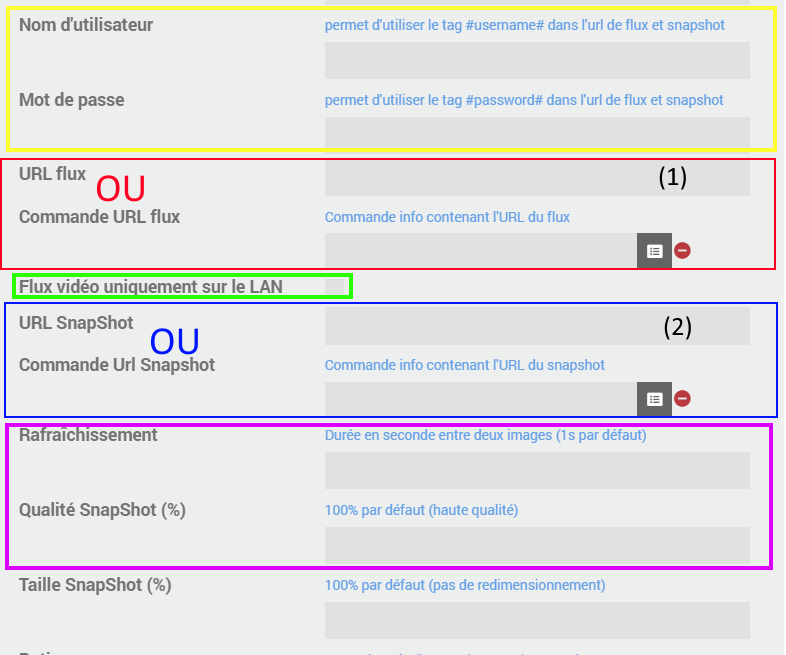 Nom d'utilisateur
permet d'utiliser le tag #username# dans l'url de flux et snapshot
Mot de passe
permet d'utiliser le tag #password# dans l'url de flux et snapshot
URL flux
(1)
OU
Commande URL flux
Commande info contenant l'URL du flux
Flux vidéo uniquement sur le LAN
URL SnapShot
(2)
OU
Commande Url Snapshot
Commande info contenant l'URL du snapshot
Rafraîchissement
Durée en seconde entre deux images (1s par défaut)
Qualité SnapShot (%)
100% par défaut (haute qualité)
Taille SnapShot (%)
100% par défaut (pas de redimensionnement)